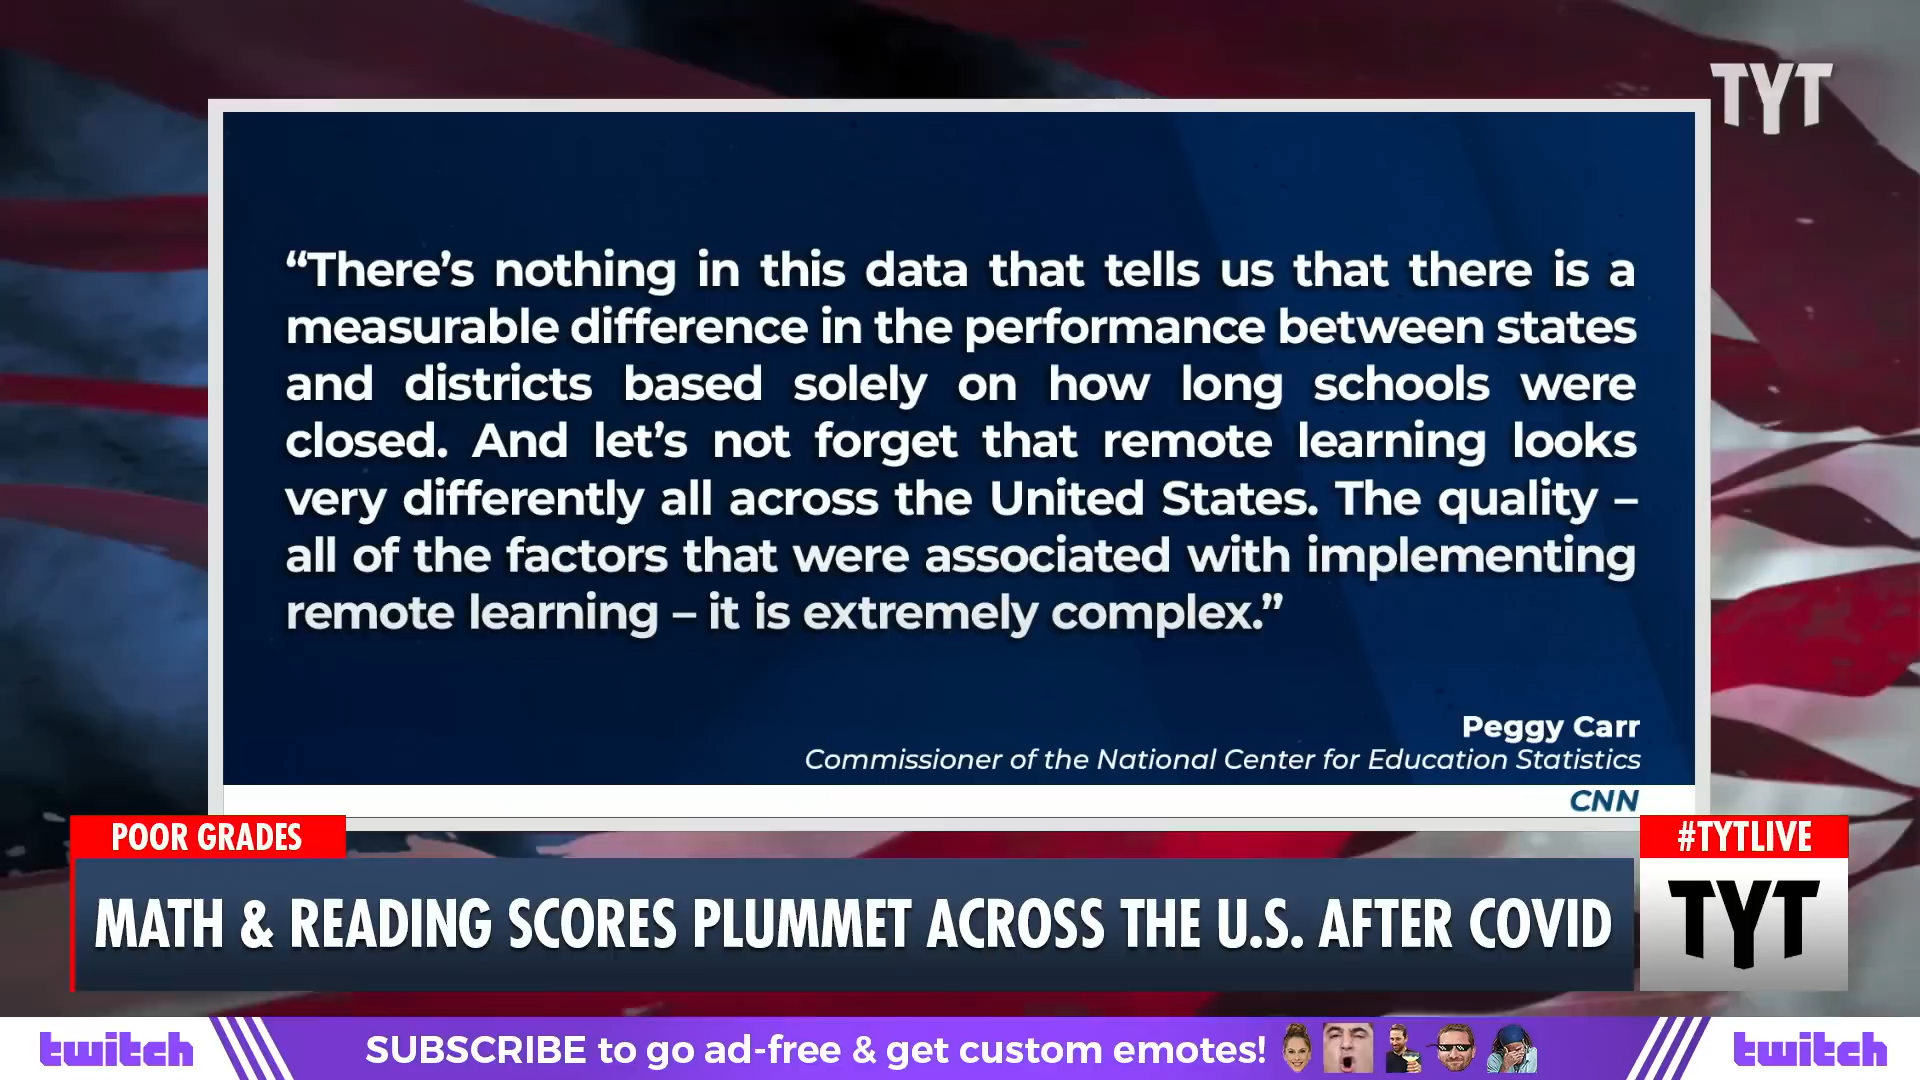 TYT
“There’s nothing in this data that tells us that there is a
measurable difference in the performance between states
and districts based solely on how long schools were
closed. And let’s not forget that remote learning looks
very differently all across the United States. The quality –
all of the factors that were associated with implementing
remote learning – it is extremely complex.”
Peggy Carr
Commissioner of the National Center for Education Statistics
CNN
POOR GRADES
#TYTLIVE
MATH & READING SCORES PLUMMET ACROSS THE U.S. AFTER COVID
TYT
twitch
SUBSCRIBE to go ad-free & get custom emotes!
twitch